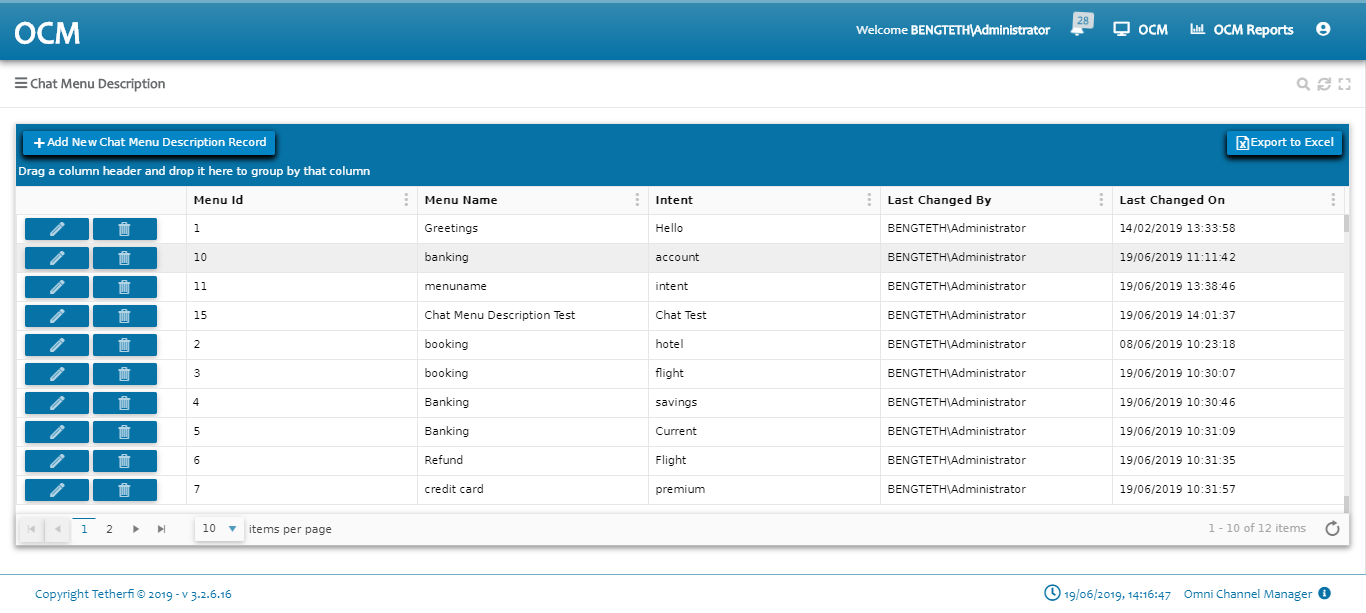 OCM
Welcome BENGTETH\Administrator 28 OCM OCM Reports
Chat Menu Description
Add New Chat Menu Description Record Export to Excel
Drag a column header and drop it here to group by that column
Menu Id Menu Name Intent Last Changed By Last Changed On
1 Greetings Hello BENGTETH\Administrator 14/02/2019 13:33:58
10 banking account BENGTETH\Administrator 19/06/2019 11:11:42
11 menuname intent BENGTETH\Administrator 19/06/2019 13:38:46
15 Chat Menu Description Test Chat Test BENGTETH\Administrator 19/06/2019 14:01:37
2 booking hotel BENGTETH\Administrator 08/06/2019 10:23:18
3 booking flight BENGTETH\Administrator 19/06/2019 10:30:07
4 Banking savings BENGTETH\Administrator 19/06/2019 10:30:46
5 Banking Current BENGTETH\Administrator 19/06/2019 10:31:09
6 Refund Flight BENGTETH\Administrator 19/06/2019 10:31:35
7 credit card premium BENGTETH\Administrator 19/06/2019 10:31:57
1 2 10 items per page 1 - 10 of 12 items
Copyright Tetherfi © 2019 - v 3.2.6.16 19/06/2019, 14:16:47 Omni Channel Manager